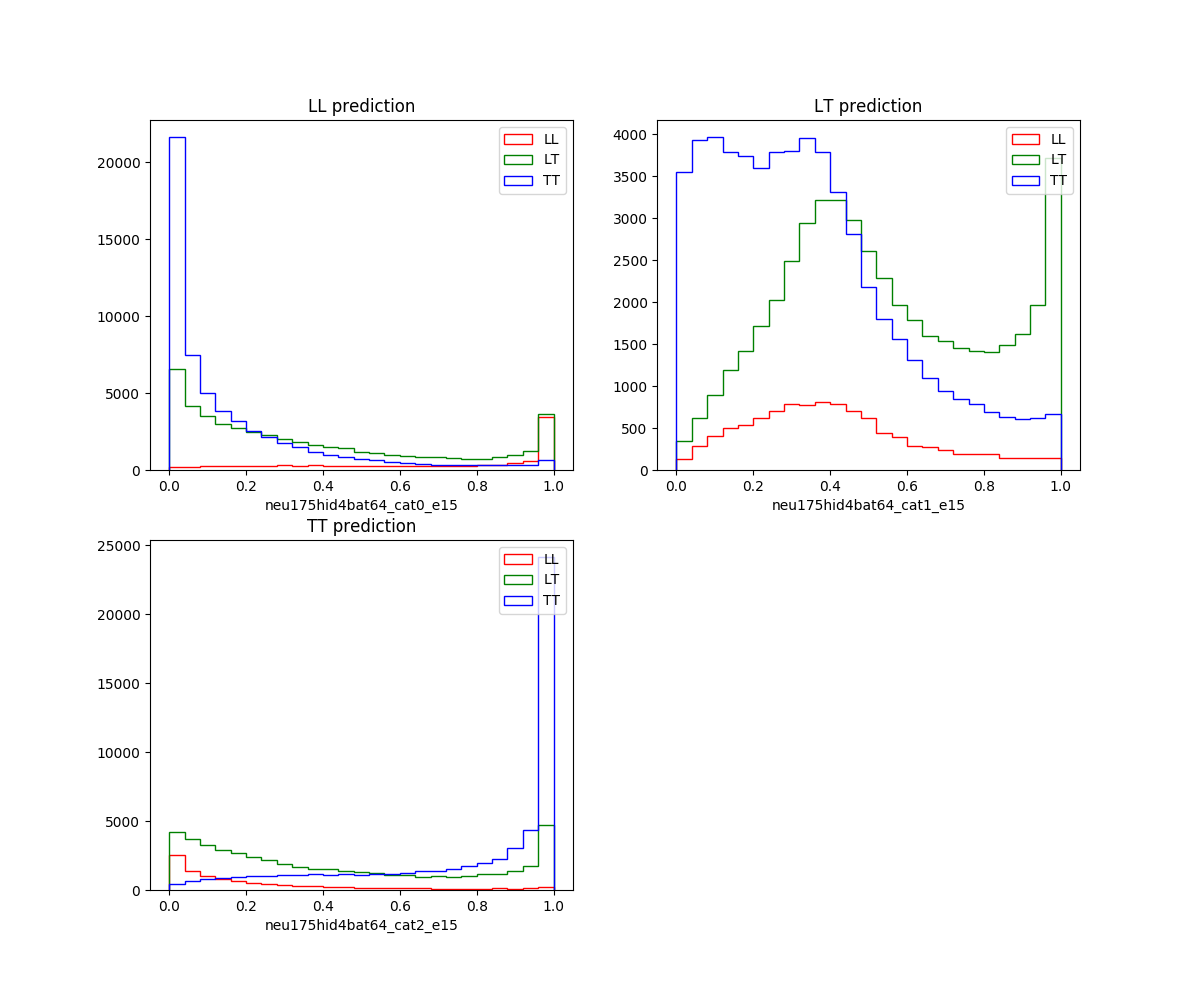 LL prediction
LT prediction
20000
15000
10000
5000
0
LL
LT
TT
0.0 0.2 0.4 0.6 0.8 1.0
neu175hid4bat64_cat0_e15
4000
3500
3000
2500
2000
1500
1000
500
0
LL
LT
TT
0.0 0.2 0.4 0.6 0.8 1.0
neu175hid4bat64_cat1_e15
TT prediction
25000
20000
15000
10000
5000
0
LL
LT
TT
0.0 0.2 0.4 0.6 0.8 1.0
neu175hid4bat64_cat2_e15